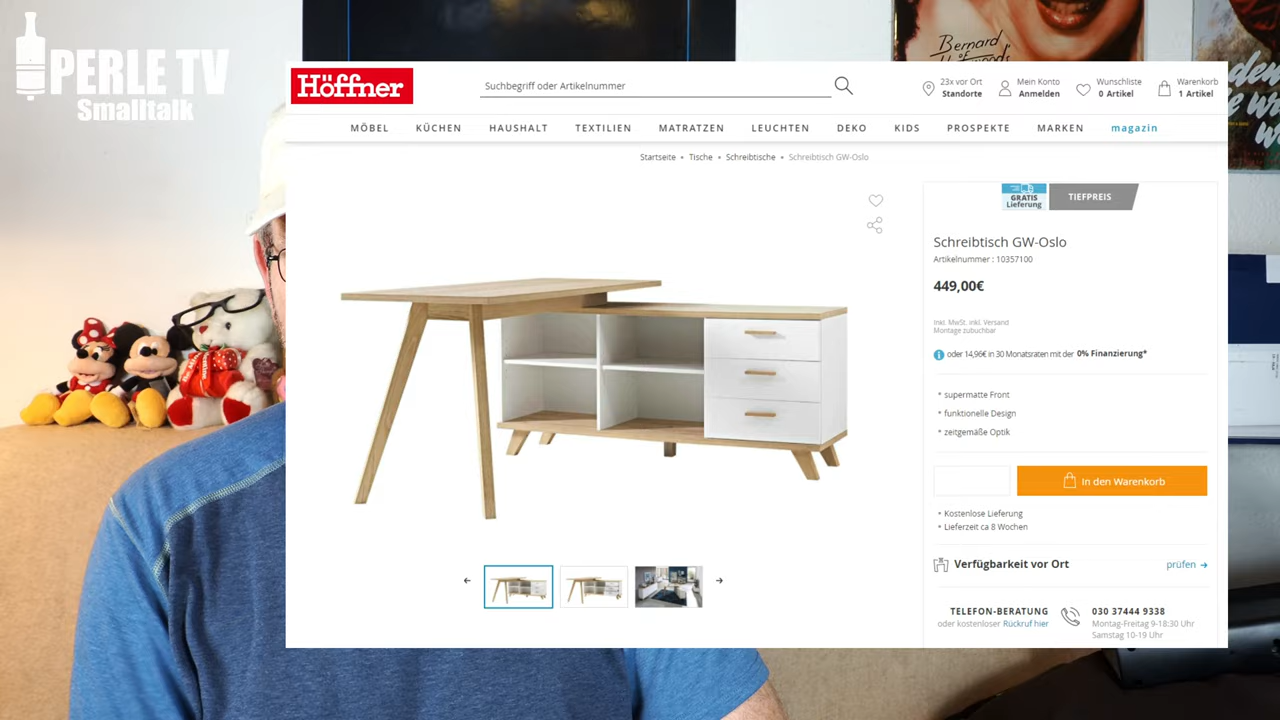 PERLE TV
Smalltalk
Bernard
of
Höffner
Suchbegriff oder Artikelnummer
23x vor Ort
Standorte
Mein Konto
Anmelden
Wunschliste
0 Artikel
Warenkorb
1 Artikel
MÖBEL KÜCHEN HAUSHALT TEXTILIEN MATRATZEN LEUCHTEN DEKO KIDS PROSPEKTE MARKEN magazin
Startseite • Tische • Schreibtische • Schreibtisch GW-Oslo
GRATIS
Lieferung
TIEFPREIS
Schreibtisch GW-Oslo
Artikelnummer : 10357100
449,00€
Inkl. MwSt. inkl. Versand
Montage zubuchbar
oder 14,96€ in 30 Monatsraten mit der 0% Finanzierung*
* supermatte Front
* funktionelle Design
* zeitgemäße Optik
In den Warenkorb
* Kostenlose Lieferung
* Lieferzeit ca 8 Wochen
Verfügbarkeit vor Ort
prüfen →
TELEFON-BERATUNG
oder kostenloser Rückruf hier
030 37444 9338
Montag-Freitag 9-18:30 Uhr
Samstag 10-19 Uhr